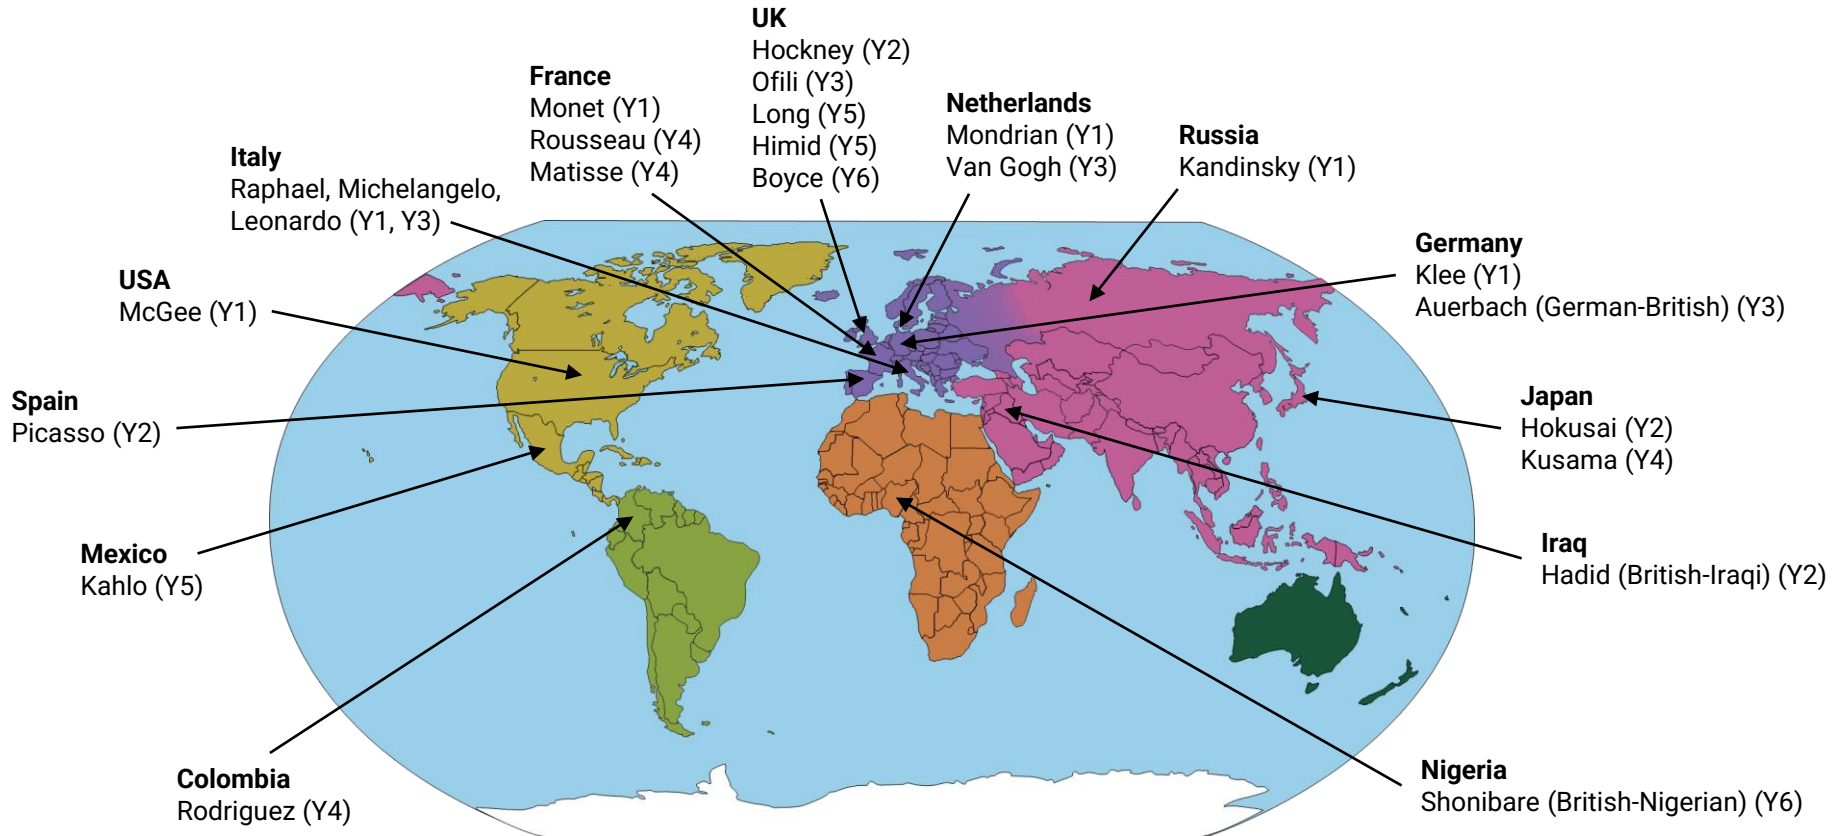 UK
Hockney (Y2)
Ofili (Y3)
Long (Y5)
Himid (Y5)
Boyce (Y6)
France
Monet (Y1)
Rousseau (Y4)
Matisse (Y4)
Netherlands
Mondrian (Y1)
Van Gogh (Y3)
Russia
Kandinsky (Y1)
Italy
Raphael, Michelangelo,
Leonardo (Y1, Y3)
Germany
Klee (Y1)
Auerbach (German-British) (Y3)
USA
McGee (Y1)
Spain
Picasso (Y2)
Japan
Hokusai (Y2)
Kusama (Y4)
Mexico
Kahlo (Y5)
Iraq
Hadid (British-Iraqi) (Y2)
Colombia
Rodriguez (Y4)
Nigeria
Shonibare (British-Nigerian) (Y6)